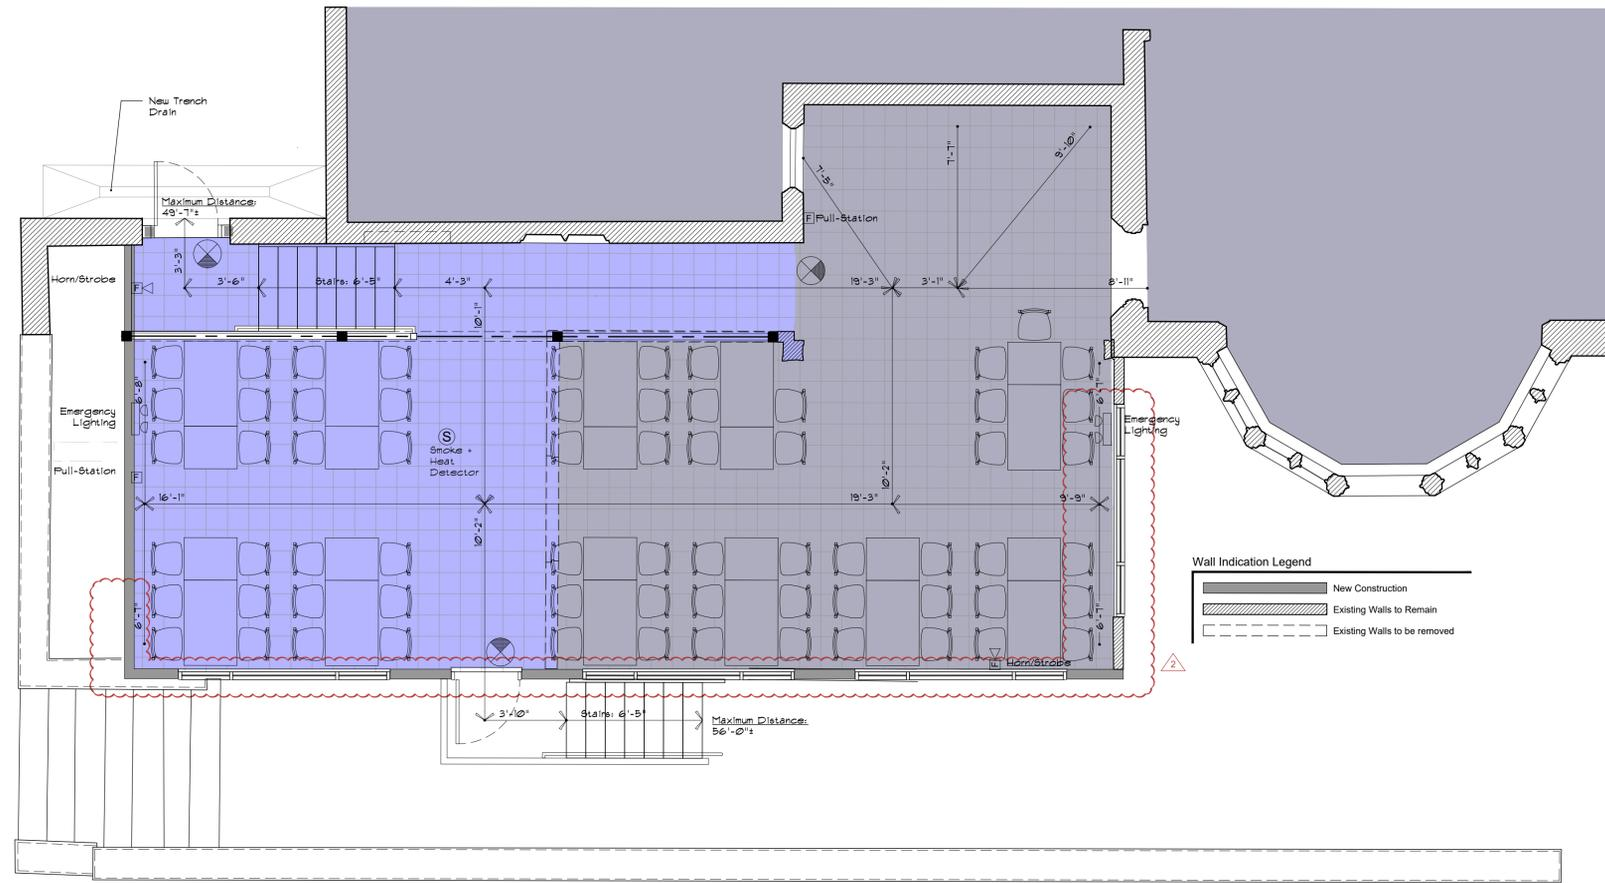 New Trench
Drain
Maximum Distance:
49'-7"±
3'-3"
7'-5"
7'-7"
9'-10"
F Pull-Station
Horn/Strobe
F
3'-6"
Stairs: 6'-5"
4'-3"
10'-1"
19'-3"
3'-1"
8'-11"
6'-8"
Emergency
Lighting
S
Smoke +
Heat
Detector
Pull-Station
F
6'-7"
Emergency
Lighting
16'-1"
10'-2"
10'-2"
19'-3"
9'-9"
6'-7"
6'-7"
F
Horn/Strobe
2
3'-10"
Stairs: 6'-5"
Maximum Distance:
56'-0"±
Wall Indication Legend
New Construction
Existing Walls to Remain
Existing Walls to be removed